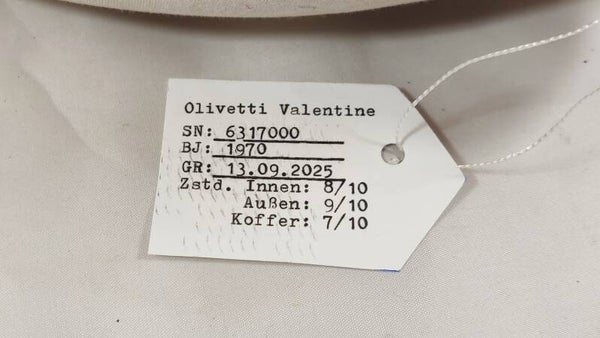 Olivetti Valentine
SN: 6317000
BJ: 1970
GR: 13.09.2025
Zstd. Innen: 8/10
Außen: 9/10
Koffer: 7/10